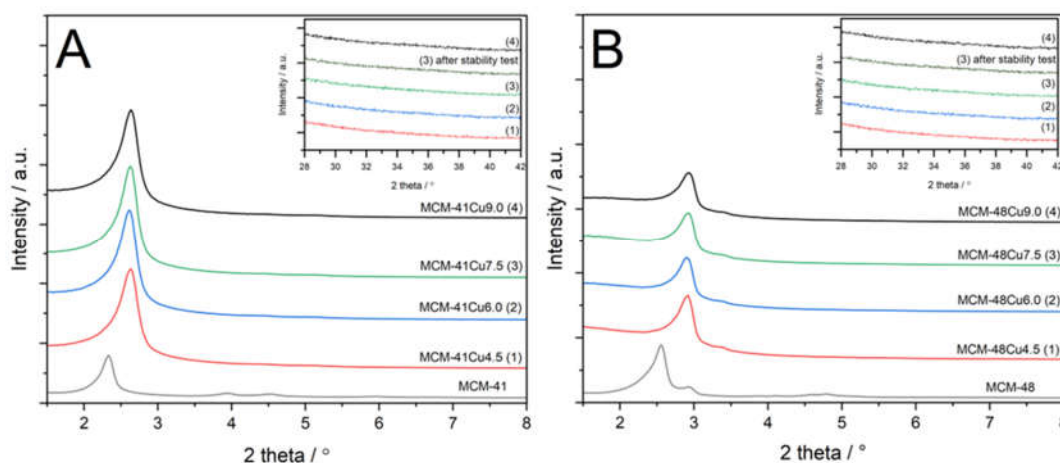 A
Intensity / a.u.
MCM-41Cu9.0 (4)
MCM-41Cu7.5 (3)
MCM-41Cu6.0 (2)
MCM-41Cu4.5 (1)
MCM-41
2 3 4 5 6 7 8
2 theta / °
Intensity / a.u.
(4)
(3) after stability test
(3)
(2)
(1)
28 30 32 34 36 38 40 42
2 theta / °
B
Intensity / a.u.
MCM-48Cu9.0 (4)
MCM-48Cu7.5 (3)
MCM-48Cu6.0 (2)
MCM-48Cu4.5 (1)
MCM-48
2 3 4 5 6 7 8
2 theta / °
Intensity / a.u.
(4)
(3) after stability test
(3)
(2)
(1)
28 30 32 34 36 38 40 42
2 theta / °